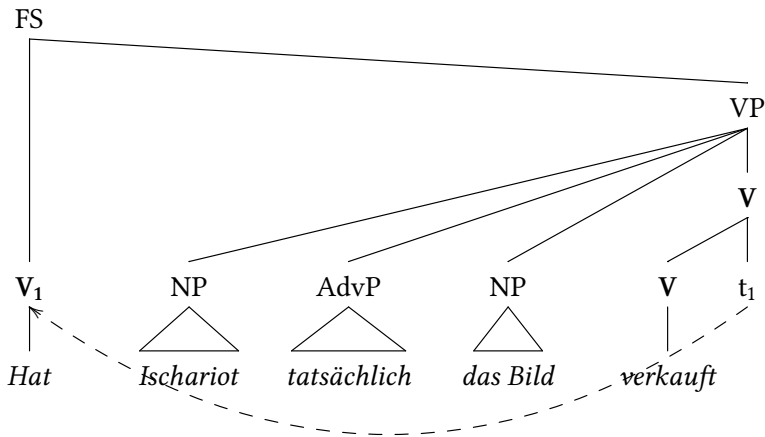 FS
VP
V
V₁ NP AdvP NP V t₁
Hat Ischariot tatsächlich das Bild verkauft